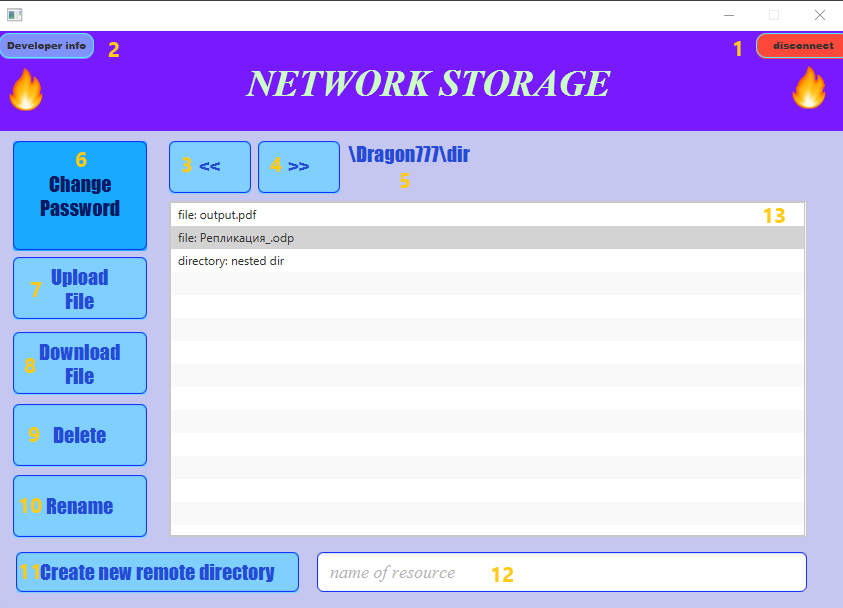 Developer info 2
1 disconnect
NETWORK STORAGE
6
Change
Password
3 <<
4 >>
\Dragon777\dir
5
file: output.pdf
13
file: Репликация_.odp
directory: nested dir
7 Upload
File
8 Download
File
9 Delete
10 Rename
11 Create new remote directory
name of resource 12